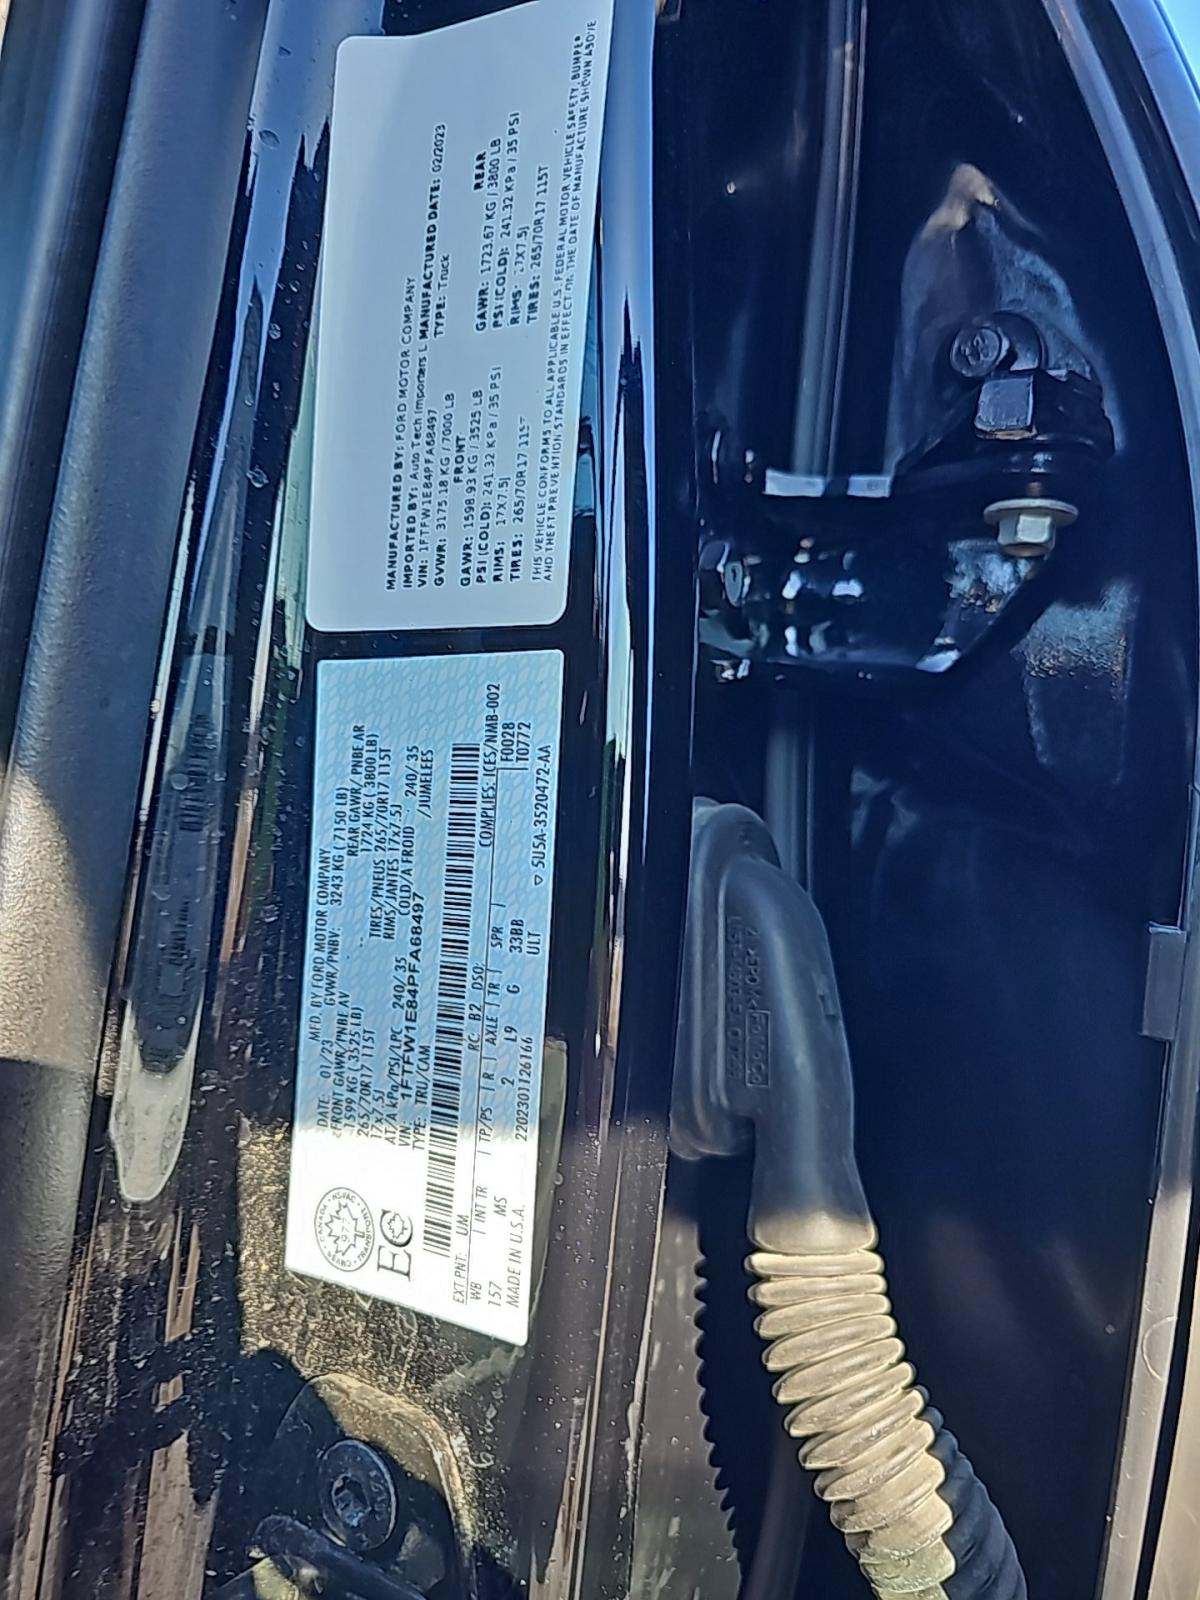 MANUFACTURED BY: FORD MOTOR COMPANY
IMPORTED BY: Auto Tech Importers L MANUFACTURED DATE: 02/2023
VIN: 1FTFW1E84PFA68497 TYPE: Truck
GVWR: 3175.18 KG / 7000 LB
FRONT REAR
GAWR: 1598.93 KG / 3525 LB GAWR: 1723.67 KG / 3800 LB
PSI (COLD): 241.32 KPa / 35 PSI PSI (COLD): 241.32 KPa / 35 PSI
RIMS: 17X7.5J RIMS: 17X7.5J
TIRES: 265/70R17 115T TIRES: 265/70R17 115T
THIS VEHICLE CONFORMS TO ALL APPLICABLE U.S. FEDERAL MOTOR VEHICLE SAFETY, BUMPER
AND THEFT PREVENTION STANDARDS IN EFFECT ON THE DATE OF MANUFACTURE SHOWN ABOVE
MFD. BY FORD MOTOR COMPANY
DATE: 01/23 GVWR/PNBV: 3243 KG ( 7150 LB)
FRONT GAWR/PNBE AV REAR GAWR/ PNBE AR
1599 KG ( 3525 LB) 1724 KG ( 3800 LB)
265/70R17 115T TIRES/PNEUS 265/70R17 115T
17x7.5J RIMS/JANTES 17x7.5J
AT/A kPa/PSI/LPC 240/ 35 COLD/A FROID 240/ 35
VIN: 1FTFW1E84PFA68497 /JUMELEES
TYPE: TRU/CAM
CANADA
TRANSPORT
EC
EXT PNT: UM RC: B2 DSO: COMPLIES: ICES/NMB-002
WB INT TR TP/PS R AXLE TR SPR F0028
157 MS 2 L9 G 33BB T0772
MADE IN U.S.A. 220230126166 ULT 5U5A-3520472-AA